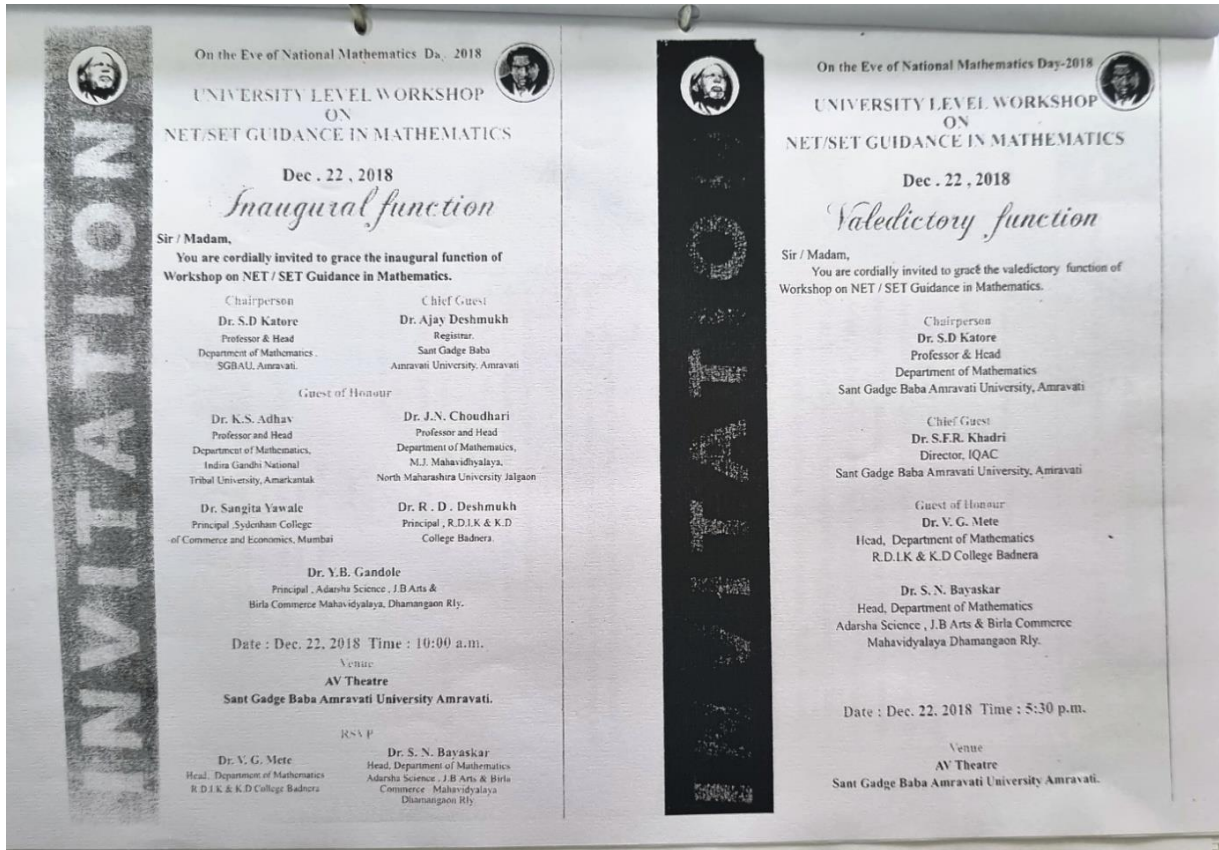 INVITATION
On the Eve of National Mathematics Da. 2018
UNIVERSITY LEVEL WORKSHOP
ON
NET/SET GUIDANCE IN MATHEMATICS
Dec . 22 , 2018
Inaugural function
Sir / Madam,
You are cordially invited to grace the inaugural function of
Workshop on NET / SET Guidance in Mathematics.
Chairperson
Dr. S.D Katore
Professor & Head
Department of Mathematics .
SGBAU, Amravati.
Chief Guest
Dr. Ajay Deshmukh
Registrar,
Sant Gadge Baba
Amravati University, Amravati
Guest of Honour
Dr. K.S. Adhav
Professor and Head
Department of Mathematics,
Indira Gandhi National
Tribal University, Amarkantak
Dr. J.N. Choudhari
Professor and Head
Department of Mathematics,
M.J. Mahavidhyalaya,
North Maharashtra University Jalgaon
Dr. Sangita Yawale
Principal ,Sydenham College
of Commerce and Economics, Mumbai
Dr. R . D . Deshmukh
Principal , R.D.I.K & K.D
College Badnera.
Dr. Y.B. Gandole
Principal , Adarsha Science , J.B Arts &
Birla Commerce Mahavidyalaya, Dhamangaon Rly.
Date : Dec. 22, 2018 Time : 10:00 a.m.
Venue
AV Theatre
Sant Gadge Baba Amravati University Amravati.
RSVP
Dr. V. G. Mete
Head, Department of Mathematics
R.D.I.K & K.D College Badnera
Dr. S. N. Bayaskar
Head, Department of Mathematics
Adarsha Science , J.B Arts & Birla
Commerce Mahavidyalaya
Dhamangaon Rly
INVITATION
On the Eve of National Mathematics Day-2018
UNIVERSITY LEVEL WORKSHOP
ON
NET/SET GUIDANCE IN MATHEMATICS
Dec . 22 , 2018
Valedictory function
Sir / Madam,
You are cordially invited to grace the valedictory function of
Workshop on NET / SET Guidance in Mathematics.
Chairperson
Dr. S.D Katore
Professor & Head
Department of Mathematics
Sant Gadge Baba Amravati University, Amravati
Chief Guest
Dr. S.F.R. Khadri
Director, IQAC
Sant Gadge Baba Amravati University, Amravati
Guest of Honour
Dr. V. G. Mete
Head, Department of Mathematics
R.D.I.K & K.D College Badnera
Dr. S. N. Bayaskar
Head, Department of Mathematics
Adarsha Science , J.B Arts & Birla Commerce
Mahavidyalaya Dhamangaon Rly.
Date : Dec. 22. 2018 Time : 5:30 p.m.
Venue
AV Theatre
Sant Gadge Baba Amravati University Amravati.